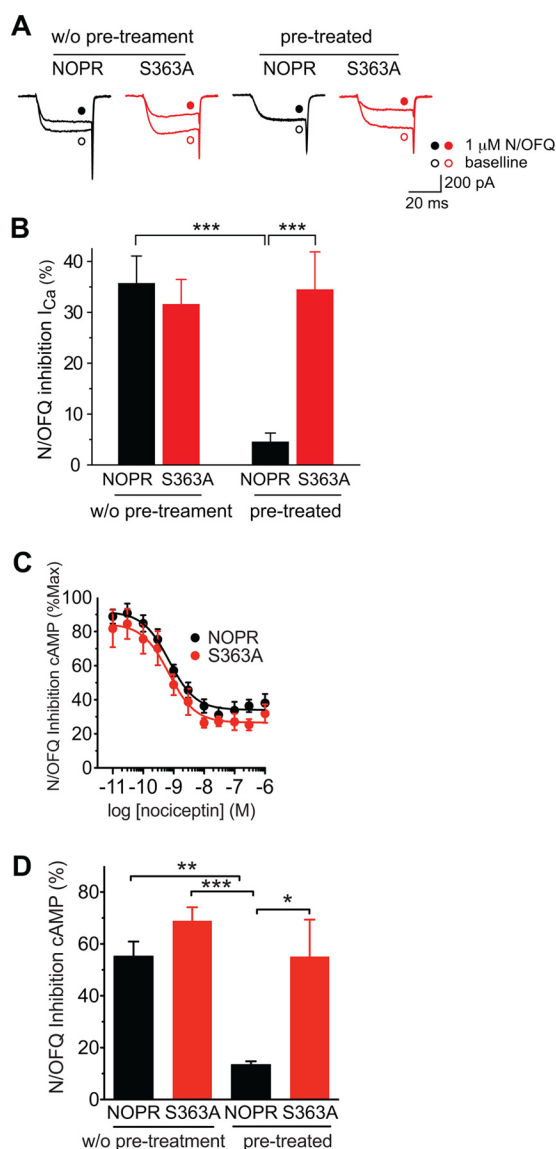 A
w/o pre-treament pre-treated
NOPR S363A NOPR S363A
1 µM N/OFQ
baselline
200 pA
20 ms
B
*** ***
N/OFQ inhibition ICa (%)
40
30
20
10
0
NOPR S363A NOPR S363A
w/o pre-treament pre-treated
C
N/OFQ Inhibition cAMP (%Max)
100
80
60
40
20
0
NOPR
S363A
-11 -10 -9 -8 -7 -6
log [nociceptin] (M)
D
**
***
*
N/OFQ Inhibition cAMP (%)
80
60
40
20
0
NOPR S363A NOPR S363A
w/o pre-treatment pre-treated